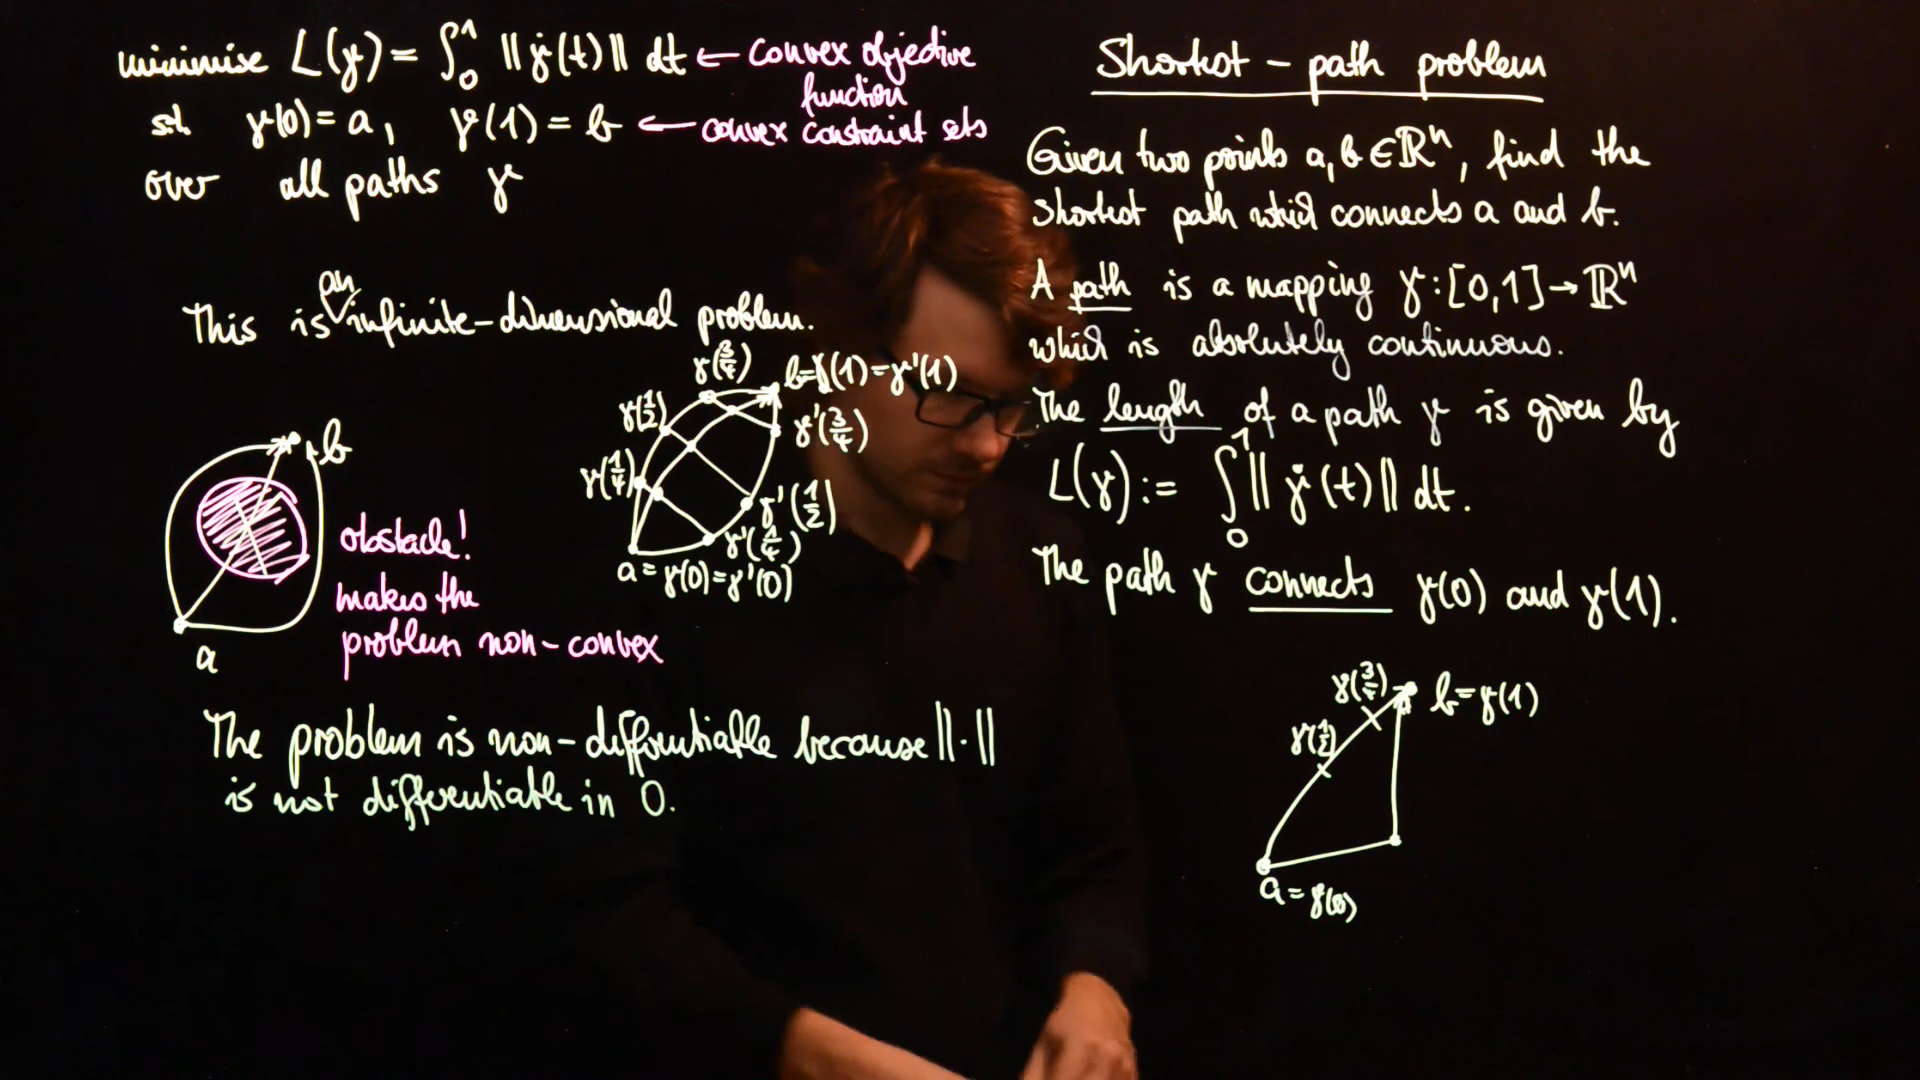 minimise L(γ) = ∫₀¹ ‖γ̇(t)‖ dt ← convex objective function
s.t. γ(0) = a, γ(1) = b ← convex constraint sets
over all paths γ
This is an infinite-dimensional problem.
γ(3/4) b=γ(1)=γ'(1)
γ(1/2) γ'(3/4)
γ(1/4) γ'(1/2)
γ'(1/4)
a = γ(0)=γ'(0)
b
obstacle!
makes the
problem non-convex
a
The problem is non-differentiable because ‖·‖
is not differentiable in 0.
Shortest-path problem
Given two points a, b ∈ ℝⁿ, find the
shortest path which connects a and b.
A path is a mapping γ: [0,1] → ℝⁿ
which is absolutely continuous.
The length of a path γ is given by
L(γ) := ∫₀¹ ‖γ̇(t)‖ dt.
The path γ connects γ(0) and γ(1).
γ(3/4) b=γ(1)
γ(1/2)
a = γ(0)